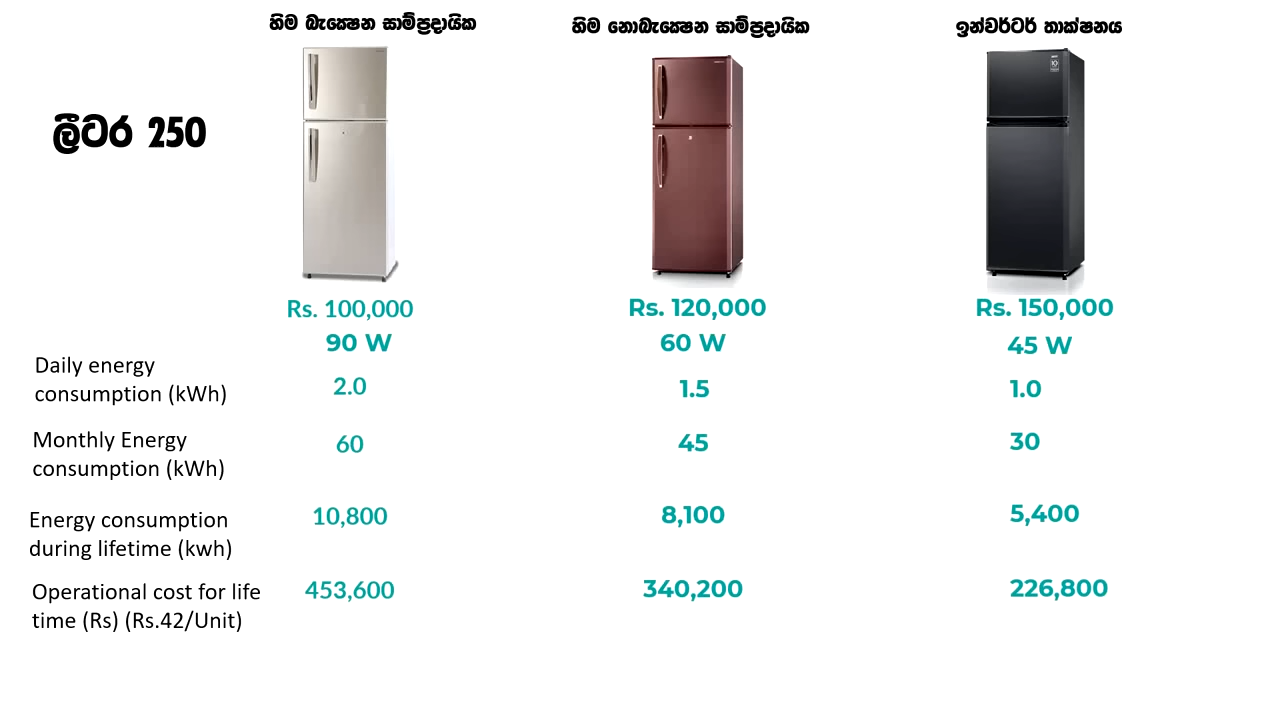 හිම බැඳෙන සාම්ප්‍රදායික
හිම නොබැඳෙන සාම්ප්‍රදායික
ඉන්වර්ටර් තාක්ෂනය
ලීටර 250
Rs. 100,000
Rs. 120,000
Rs. 150,000
90 W
60 W
45 W
Daily energy
consumption (kWh)
2.0
1.5
1.0
Monthly Energy
consumption (kWh)
60
45
30
Energy consumption
during lifetime (kwh)
10,800
8,100
5,400
Operational cost for life
time (Rs) (Rs.42/Unit)
453,600
340,200
226,800